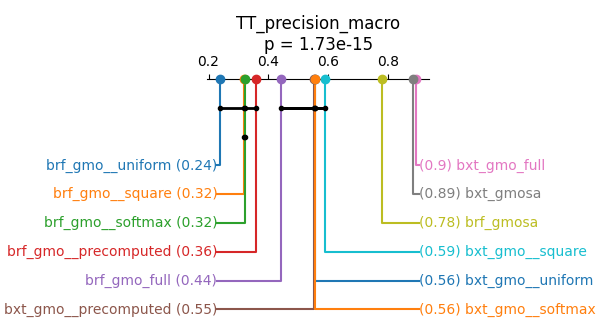 TT_precision_macro
p = 1.73e-15
0.2 0.4 0.6 0.8
brf_gmo__uniform (0.24)
brf_gmo__square (0.32)
brf_gmo__softmax (0.32)
brf_gmo__precomputed (0.36)
brf_gmo_full (0.44)
bxt_gmo__precomputed (0.55)
(0.9) bxt_gmo_full
(0.89) bxt_gmosa
(0.78) brf_gmosa
(0.59) bxt_gmo__square
(0.56) bxt_gmo__uniform
(0.56) bxt_gmo__softmax